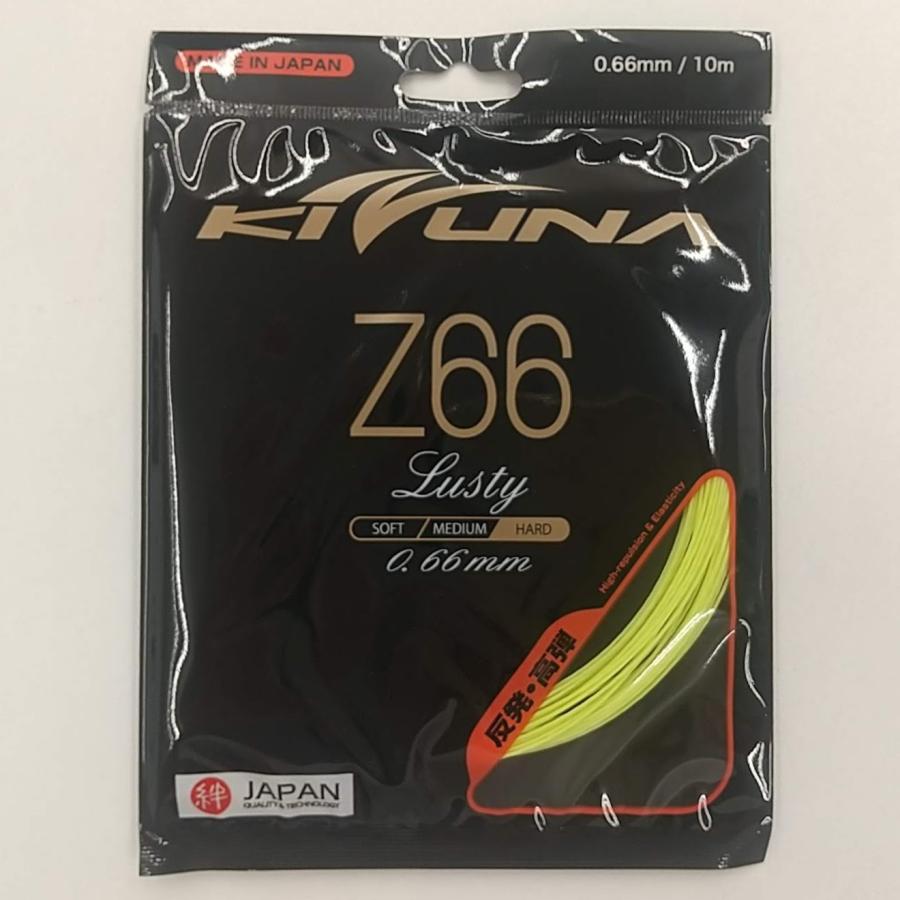 MADE IN JAPAN
0.66mm / 10m
KIZUNA
Z66
Lusty
SOFT MEDIUM HARD
0.66mm
High-repulsion & Elasticity
反発・高弾
絆 JAPAN
QUALITY & TECHNOLOGY